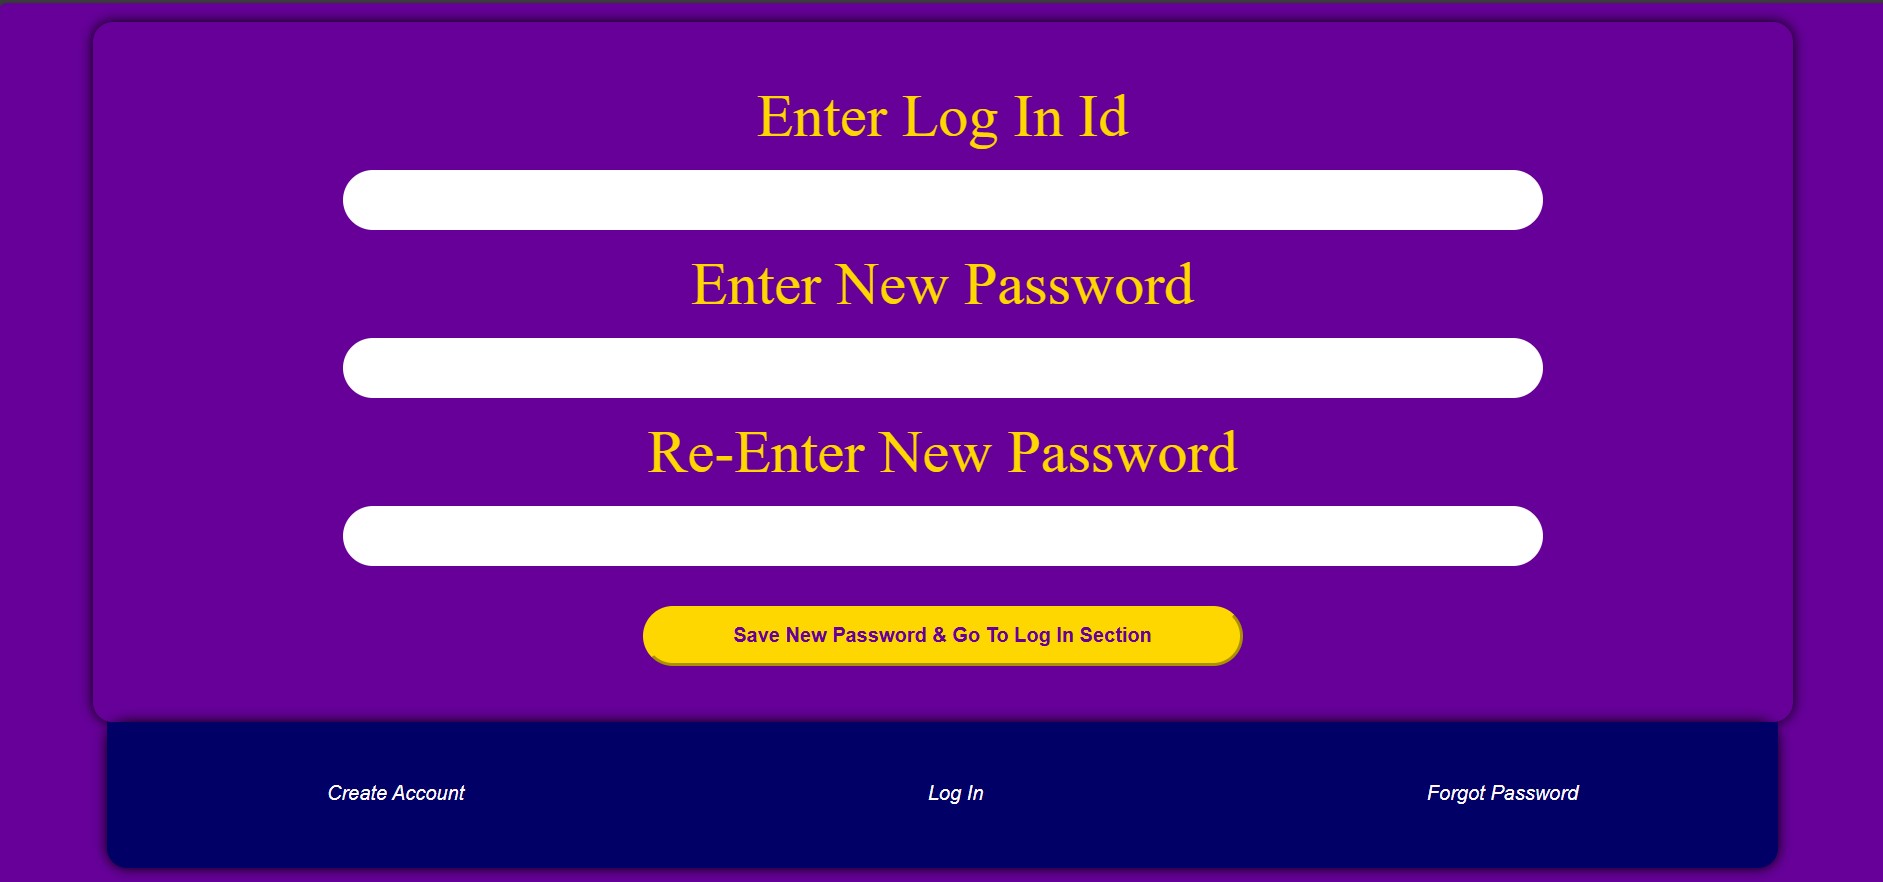 Enter Log In Id
Enter New Password
Re-Enter New Password
Save New Password & Go To Log In Section
Create Account
Log In
Forgot Password